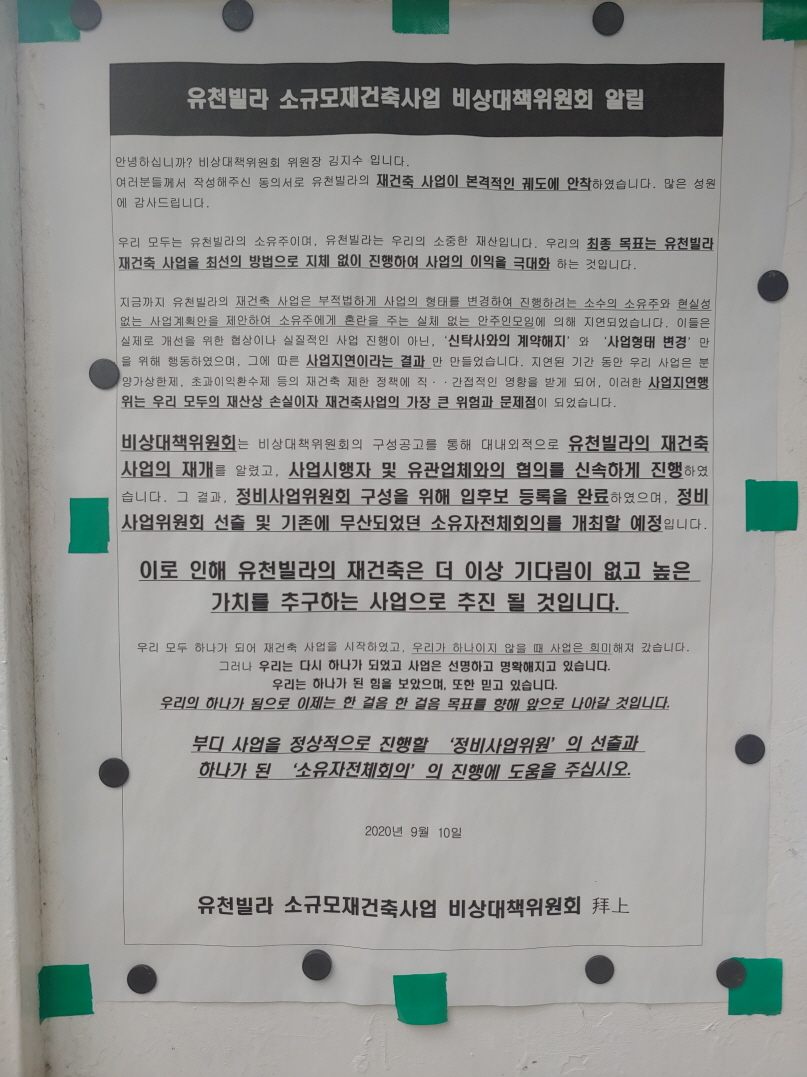 유천빌라 소규모재건축사업 비상대책위원회 알림
안녕하십니까? 비상대책위원회 위원장 김지수 입니다.
여러분들께서 작성해주신 동의서로 유천빌라의 재건축 사업이 본격적인 궤도에 안착하였습니다. 많은 성원
에 감사드립니다.
우리 모두는 유천빌라의 소유주이며, 유천빌라는 우리의 소중한 재산입니다. 우리의 최종 목표는 유천빌라
재건축 사업을 최선의 방법으로 지체 없이 진행하여 사업의 이익을 극대화 하는 것입니다.
지금까지 유천빌라의 재건축 사업은 부적법하게 사업의 형태를 변경하여 진행하려는 소수의 소유주와 현실성
없는 사업계획안을 제안하여 소유주에게 혼란을 주는 실체 없는 안주인모임에 의해 지연되었습니다. 이들은
실제로 개선을 위한 협상이나 실질적인 사업 진행이 아닌, ‘신탁사와의 계약해지’ 와 ‘사업형태 변경’ 만
을 위해 행동하였으며, 그에 따른 사업지연이라는 결과 만 만들었습니다. 지연된 기간 동안 우리 사업은 분
양가상한제, 초과이익환수제 등의 재건축 제한 정책에 직··간접적인 영향을 받게 되어, 이러한 사업지연행
위는 우리 모두의 재산상 손실이자 재건축사업의 가장 큰 위험과 문제점이 되었습니다.
비상대책위원회는 비상대책위원회의 구성공고를 통해 대내외적으로 유천빌라의 재건축
사업의 재개를 알렸고, 사업시행자 및 유관업체와의 협의를 신속하게 진행하였
습니다. 그 결과, 정비사업위원회 구성을 위해 입후보 등록을 완료하였으며, 정비
사업위원회 선출 및 기존에 무산되었던 소유자전체회의를 개최할 예정입니다.
이로 인해 유천빌라의 재건축은 더 이상 기다림이 없고 높은
가치를 추구하는 사업으로 추진 될 것입니다.
우리 모두 하나가 되어 재건축 사업을 시작하였고, 우리가 하나이지 않을 때 사업은 희미해져 갔습니다.
그러나 우리는 다시 하나가 되었고 사업은 선명하고 명확해지고 있습니다.
우리는 하나가 된 힘을 보았으며, 또한 믿고 있습니다.
우리의 하나가 됨으로 이제는 한 걸음 한 걸음 목표를 향해 앞으로 나아갈 것입니다.
부디 사업을 정상적으로 진행할 ‘정비사업위원’ 의 선출과
하나가 된 ‘소유자전체회의’ 의 진행에 도움을 주십시오.
2020년 9월 10일
유천빌라 소규모재건축사업 비상대책위원회 拜上